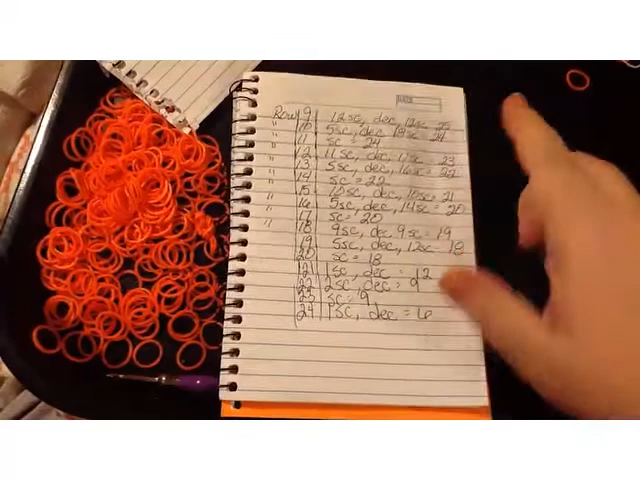 DATE
Row 9 12sc, dec, 12sc 25
" 10 5sc, dec 18sc 24
" 11 sc = 24
" 12 11sc, dec, 11sc 23
" 13 5sc, dec, 16sc = 22
" 14 sc = 22
" 15 10sc, dec, 10sc = 21
" 16 5sc, dec, 14sc = 20
" 17 sc = 20
" 18 9sc, dec 9sc = 19
19 5sc, dec, 12sc 18
20 sc = 18
21 1sc, dec = 12
22 2sc, dec = 9
23 sc = 9
24 1sc, dec = 6